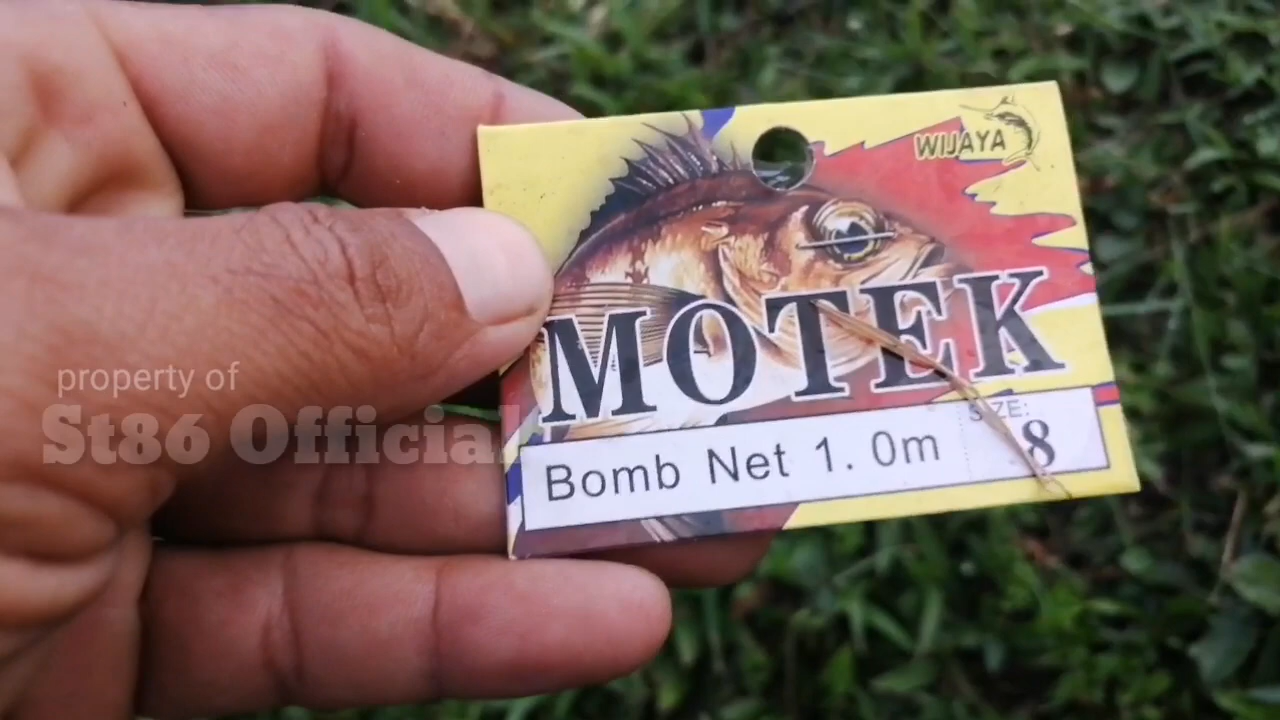 WIJAYA
MOTEK
SIZE:
Bomb Net 1. 0m
8
property of
St86 Official